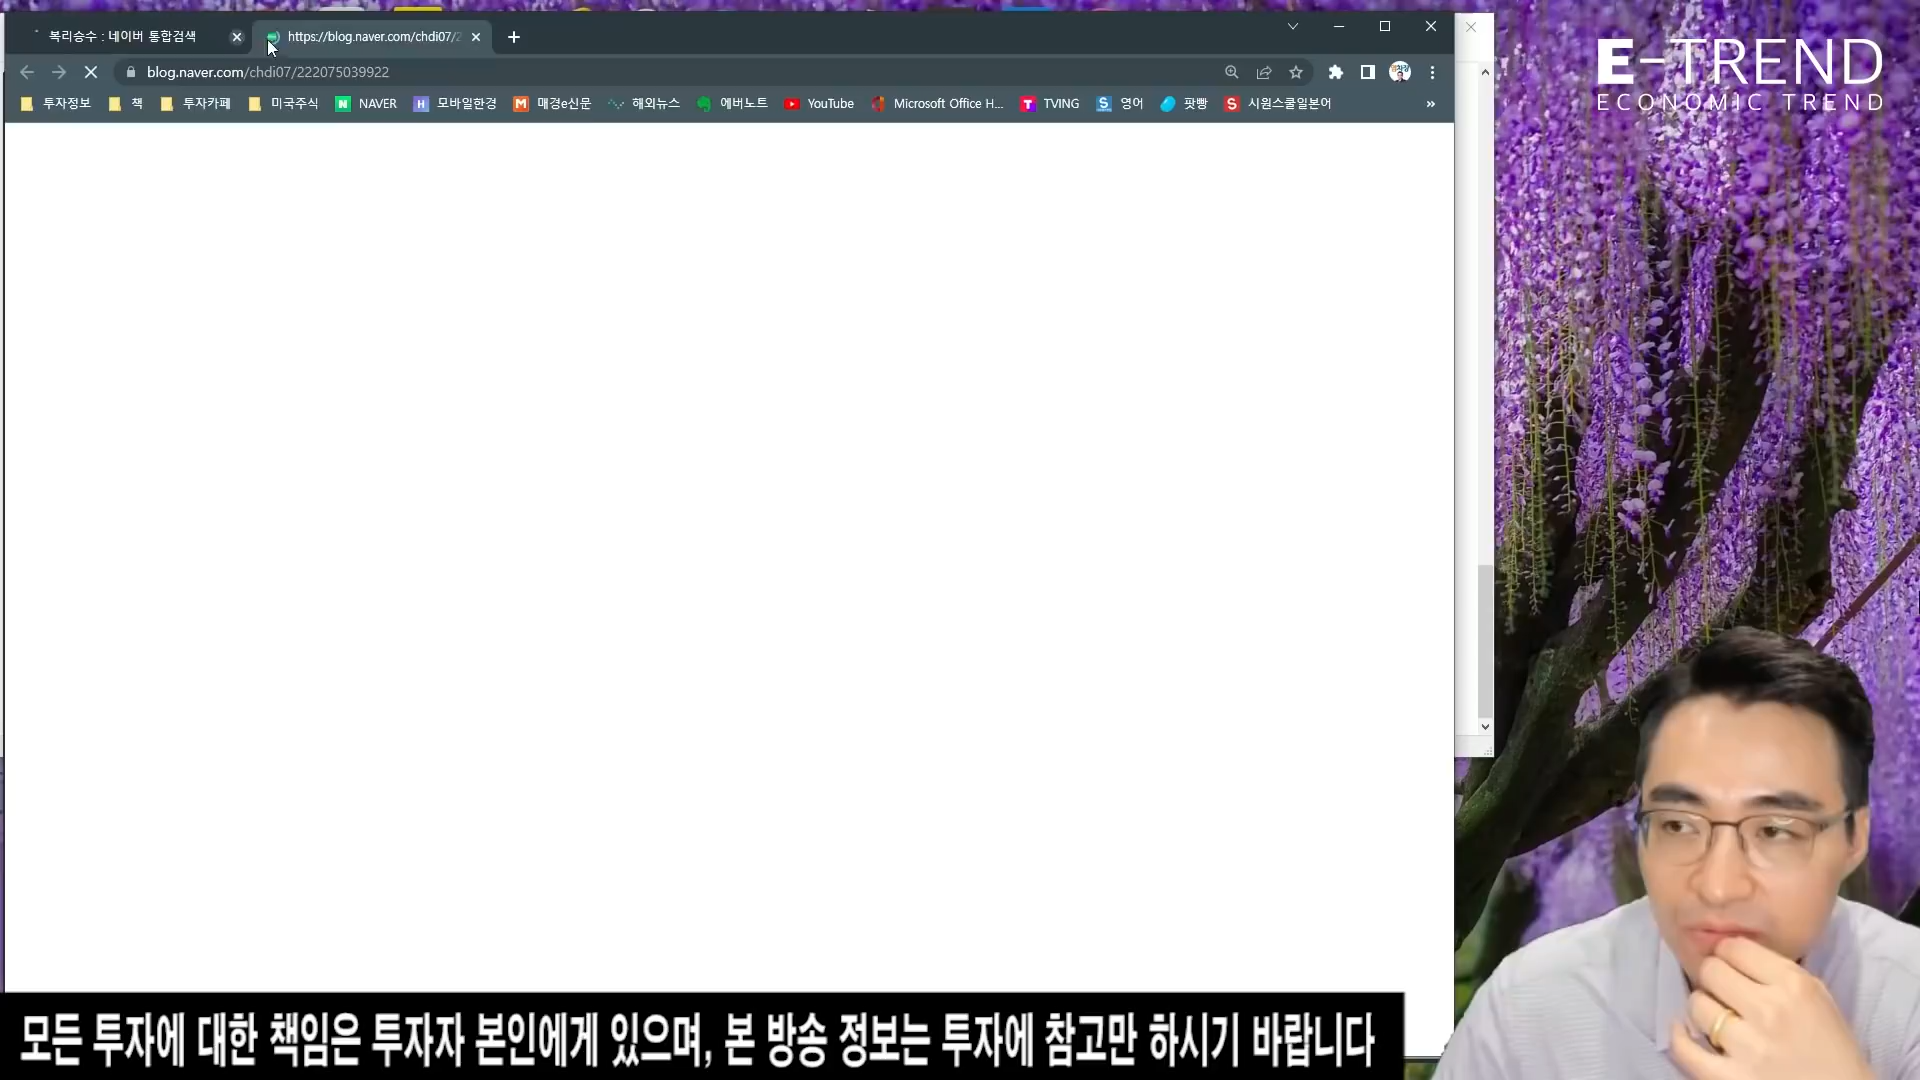 복리승수 : 네이버 통합검색
https://blog.naver.com/chdi07/2
blog.naver.com/chdi07/222075039922
투자정보 책 투자카페 미국주식 NAVER 모바일한경 매경e신문 해외뉴스 에버노트 YouTube Microsoft Office H... TVING 영어 팟빵 시원스쿨일본어
E-TREND
ECONOMIC TREND
모든 투자에 대한 책임은 투자자 본인에게 있으며, 본 방송 정보는 투자에 참고만 하시기 바랍니다